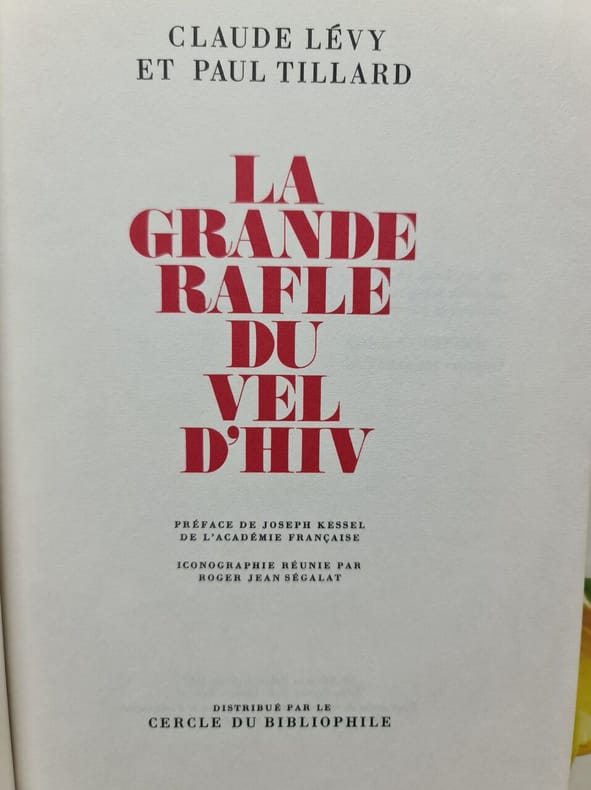 CLAUDE LÉVY
ET PAUL TILLARD
LA
GRANDE
RAFLE
DU
VEL
D'HIV
PRÉFACE DE JOSEPH KESSEL
DE L'ACADÉMIE FRANÇAISE
ICONOGRAPHIE RÉUNIE PAR
ROGER JEAN SÉGALAT
DISTRIBUÉ PAR LE
CERCLE DU BIBLIOPHILE